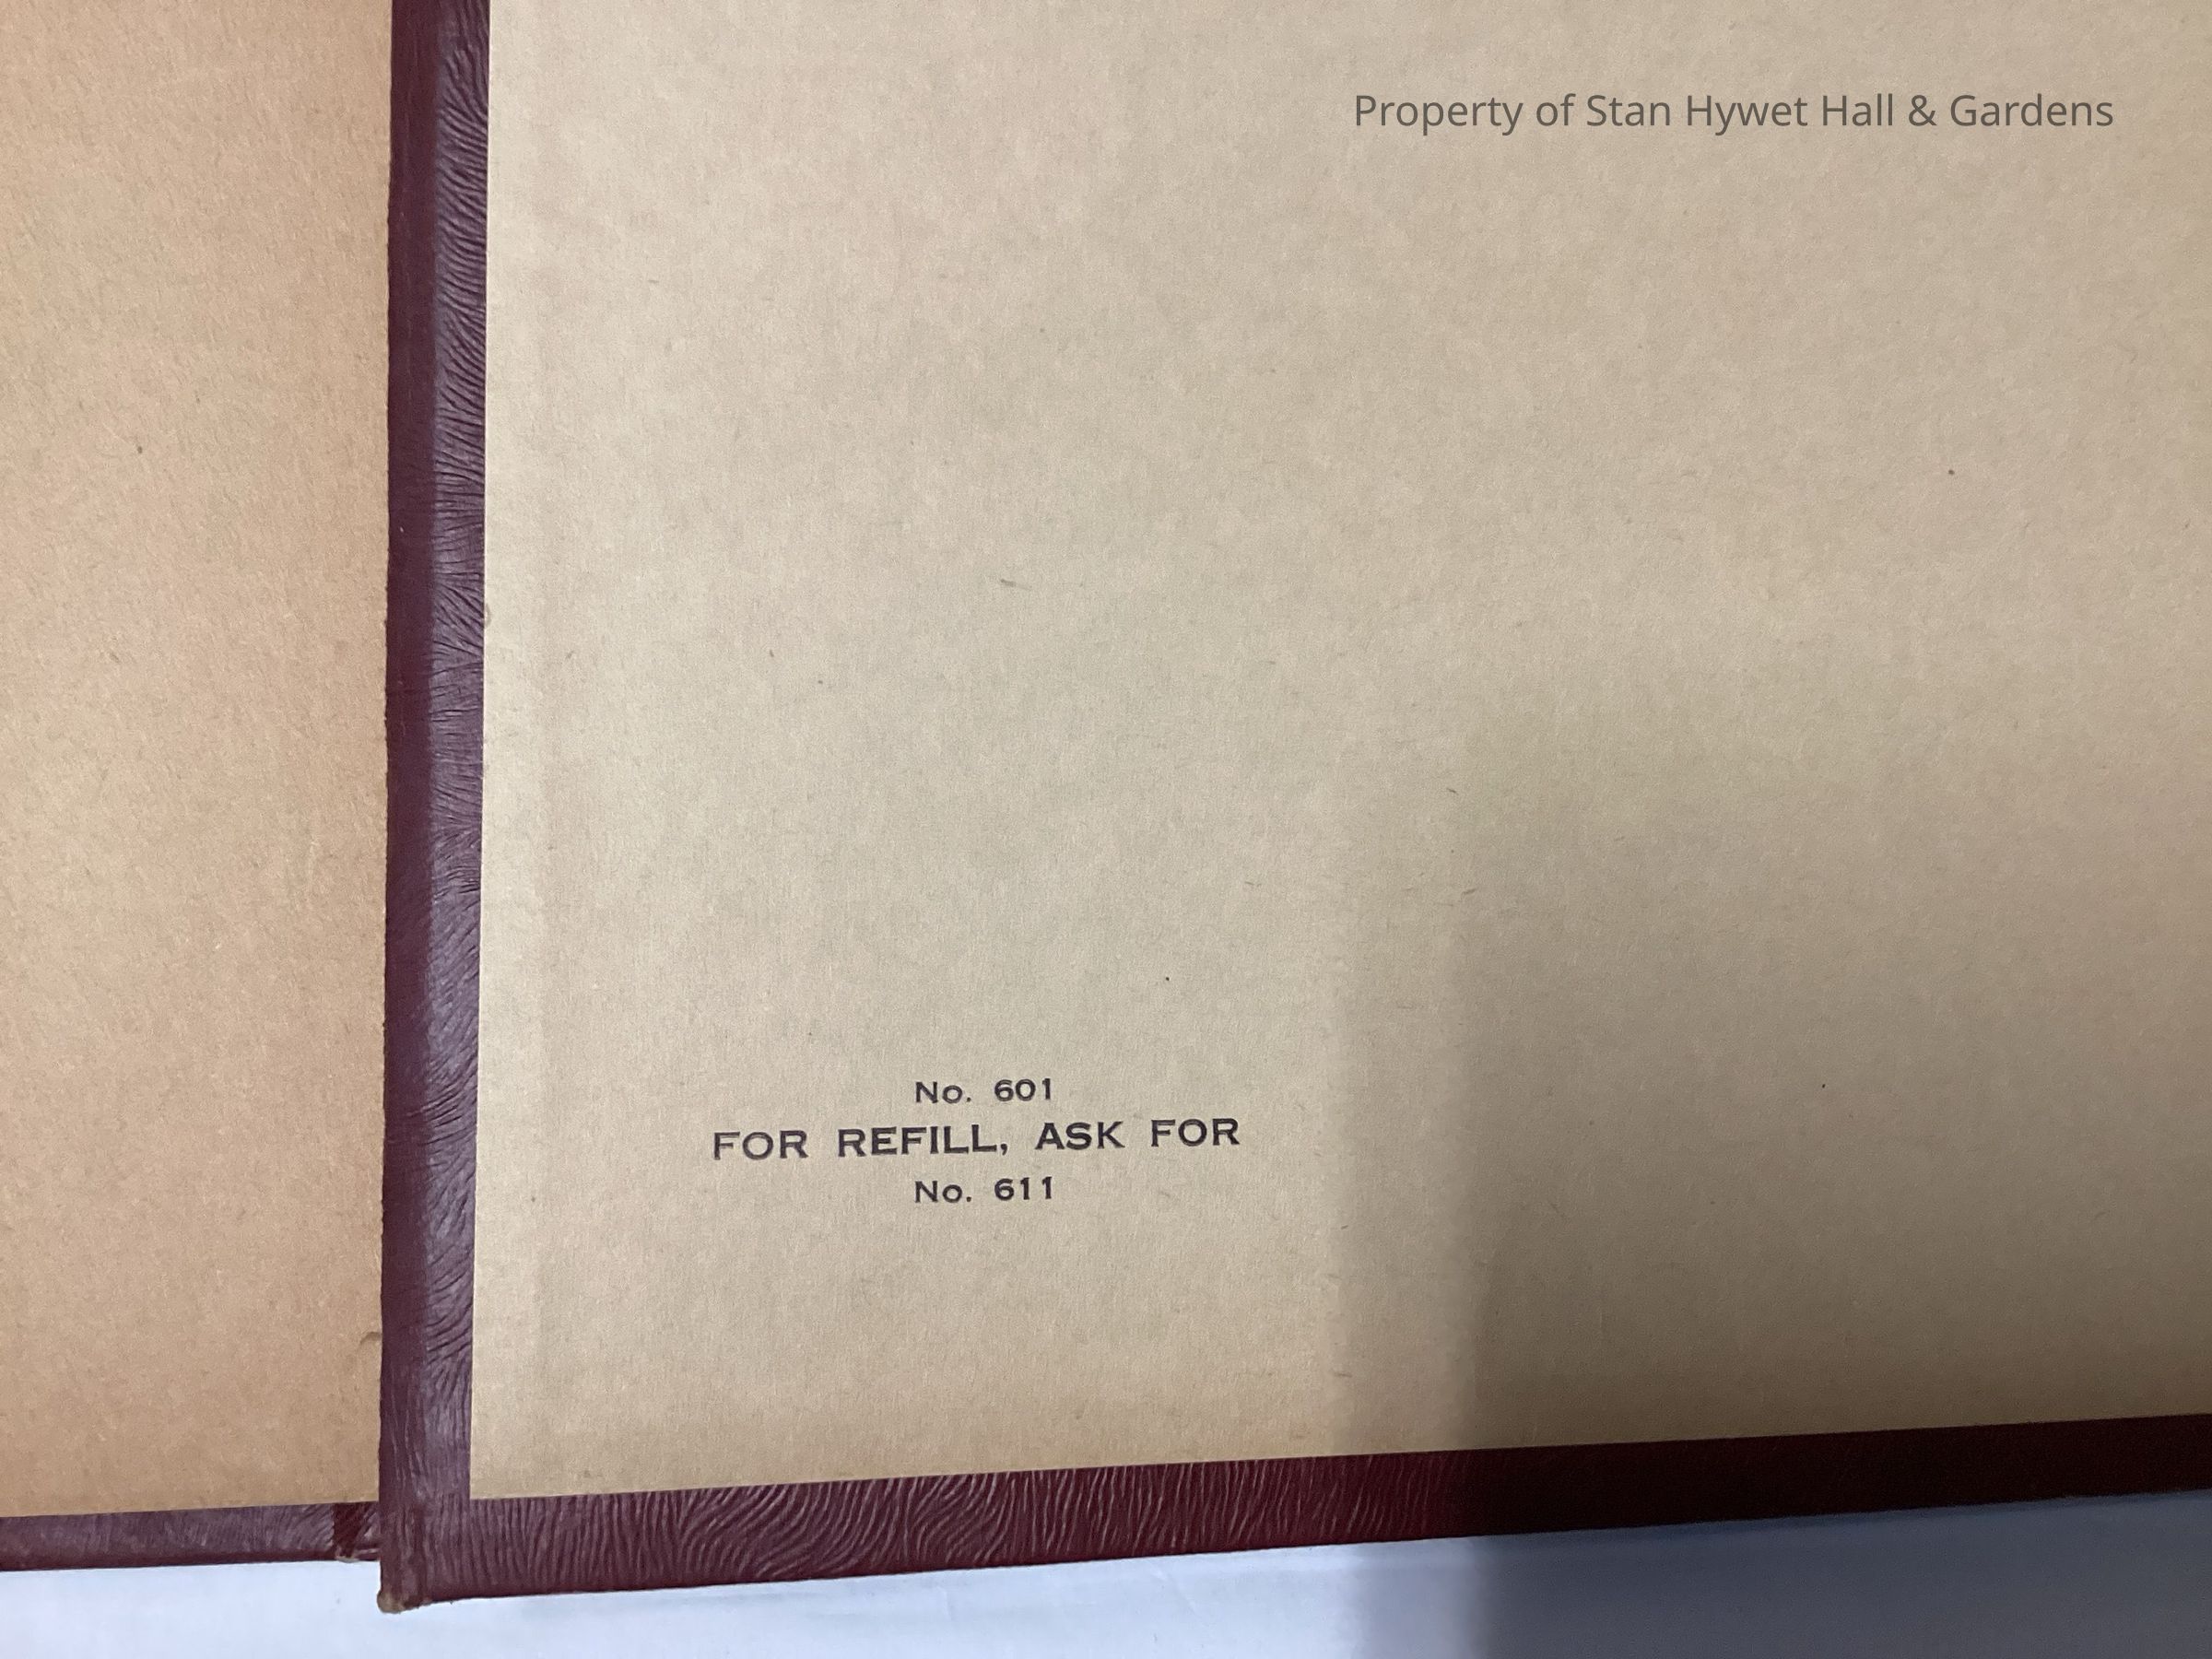 Property of Stan Hywet Hall & Gardens
No. 601
FOR REFILL, ASK FOR
No. 611